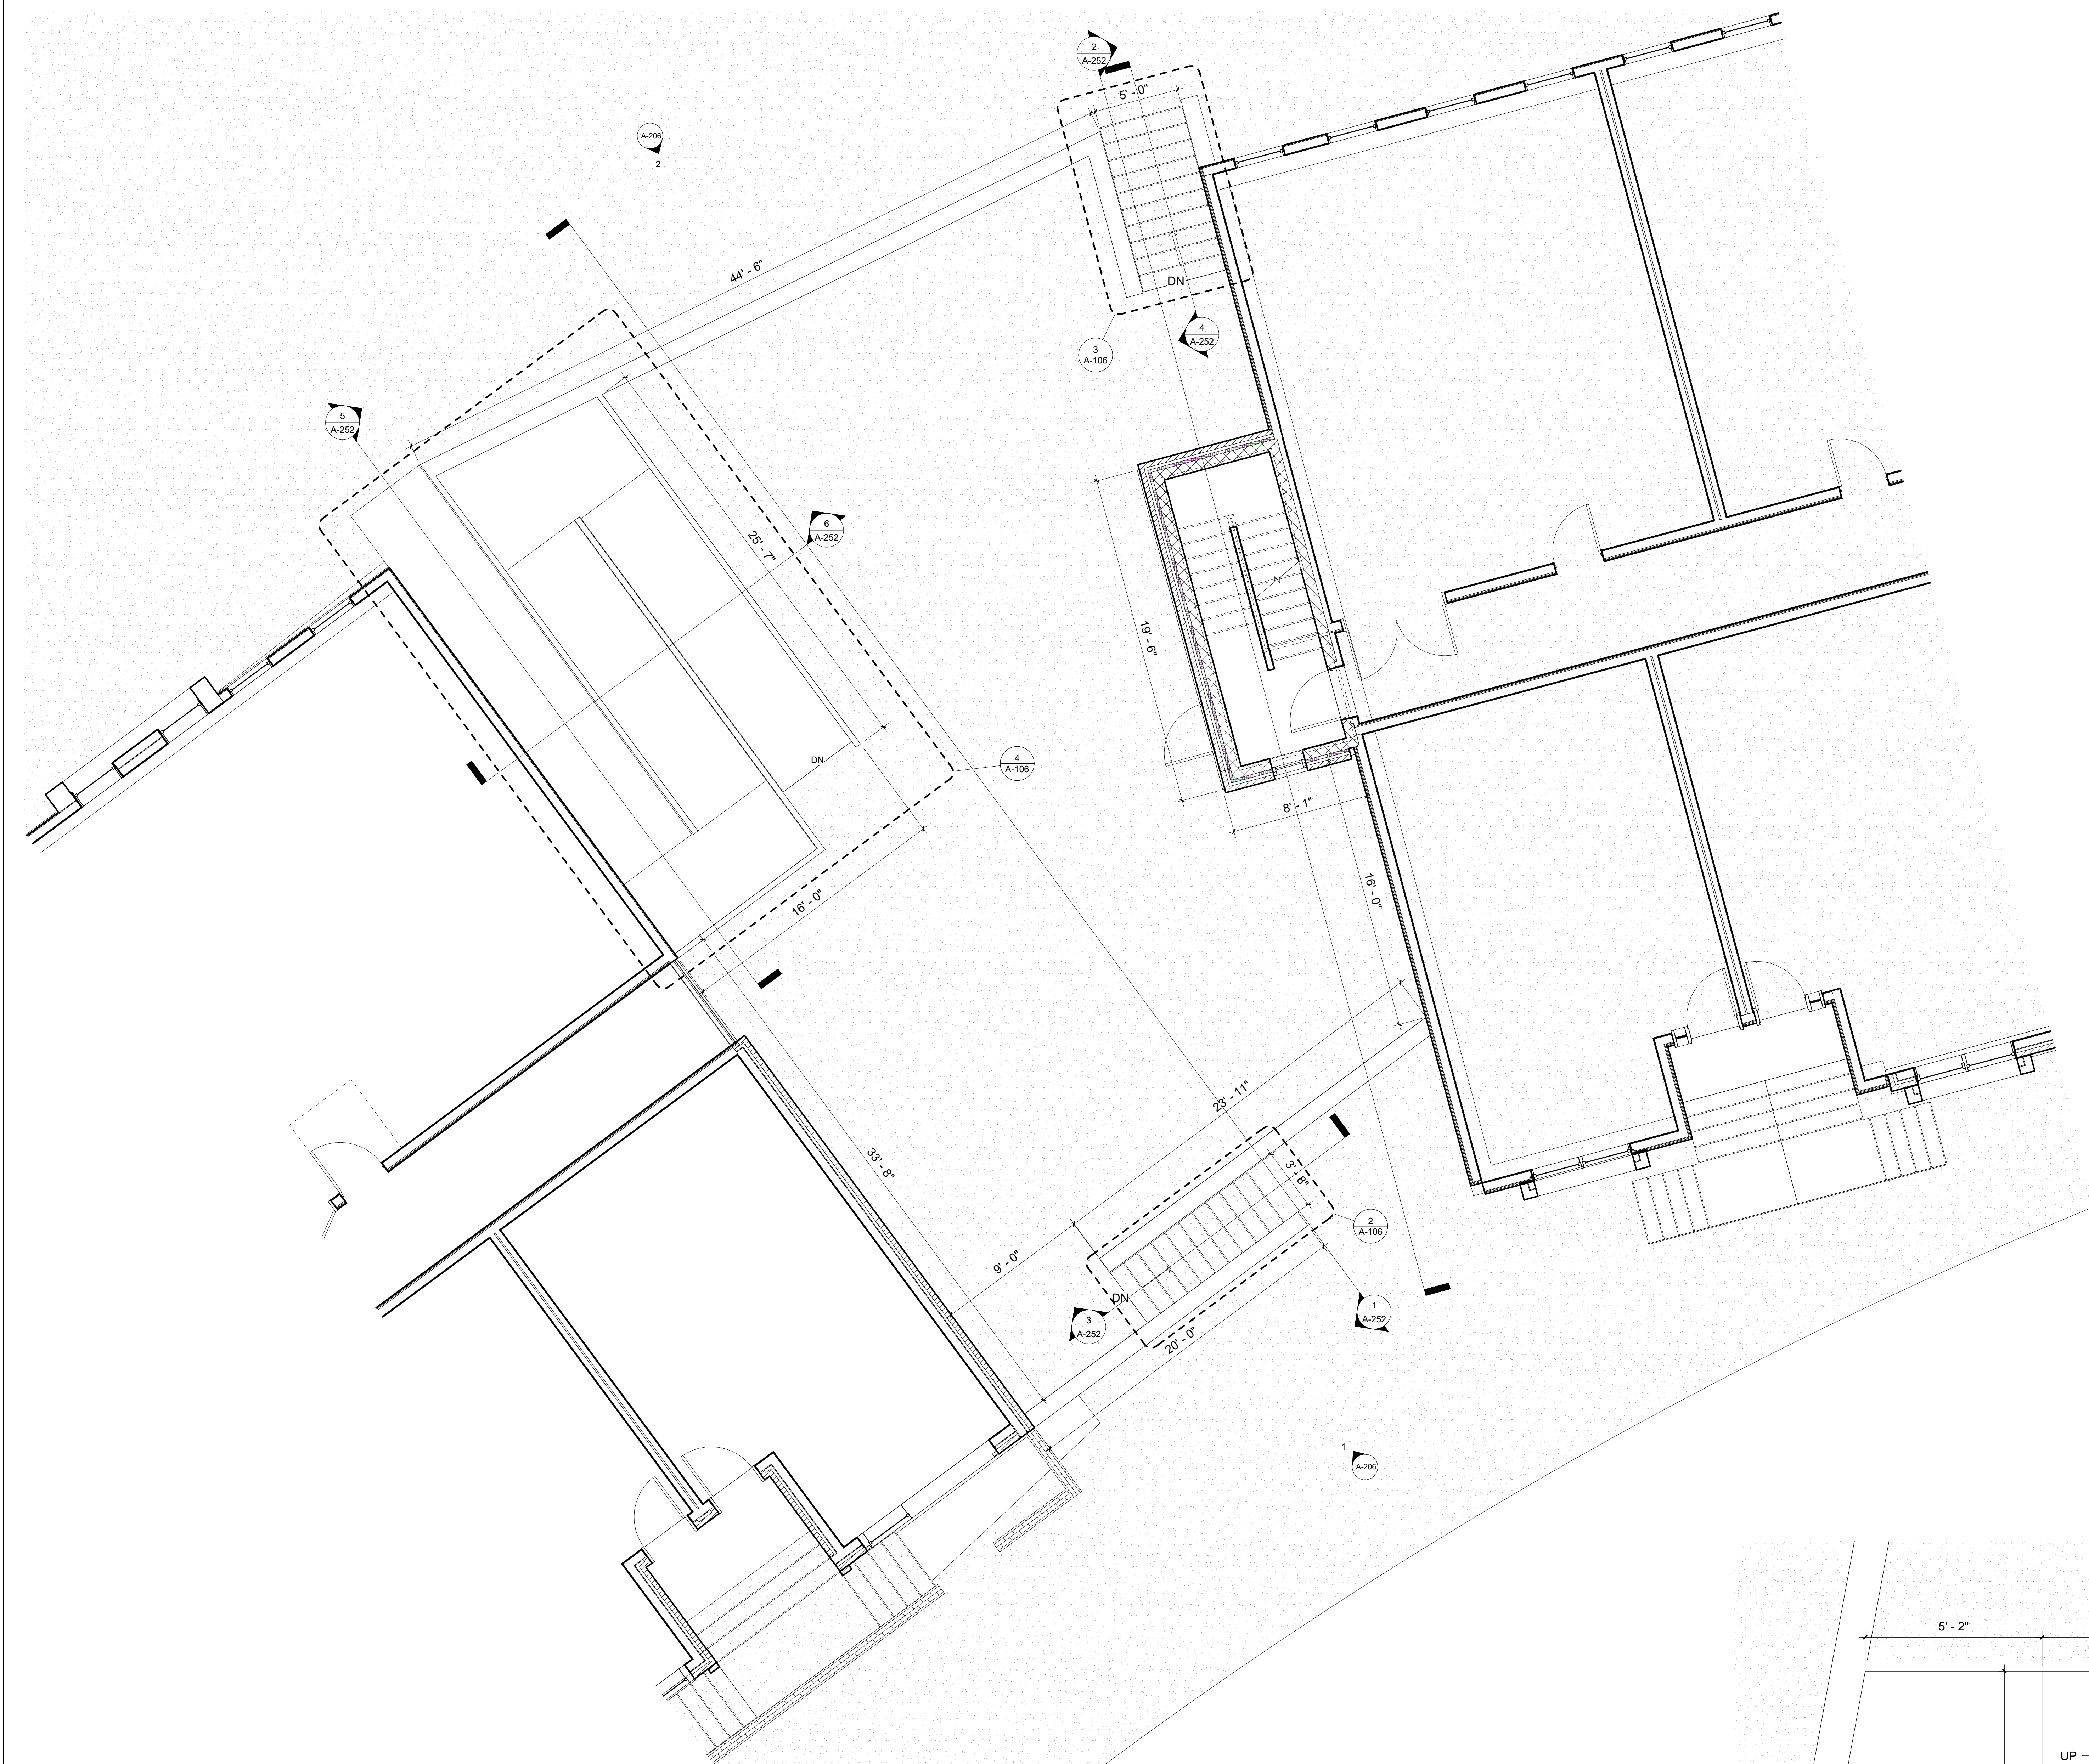 2
A-252
5' - 0"
A-206
2
44' - 6"
DN
4
A-252
3
A-106
5
A-252
6
A-252
25' - 7"
19' - 6"
DN
4
A-106
8' - 1"
16' - 0"
16' - 0"
23' - 11"
33' - 8"
3' - 8"
2
A-106
9' - 0"
DN
3
A-252
1
A-252
20' - 0"
1
A-206
5' - 2"
UP